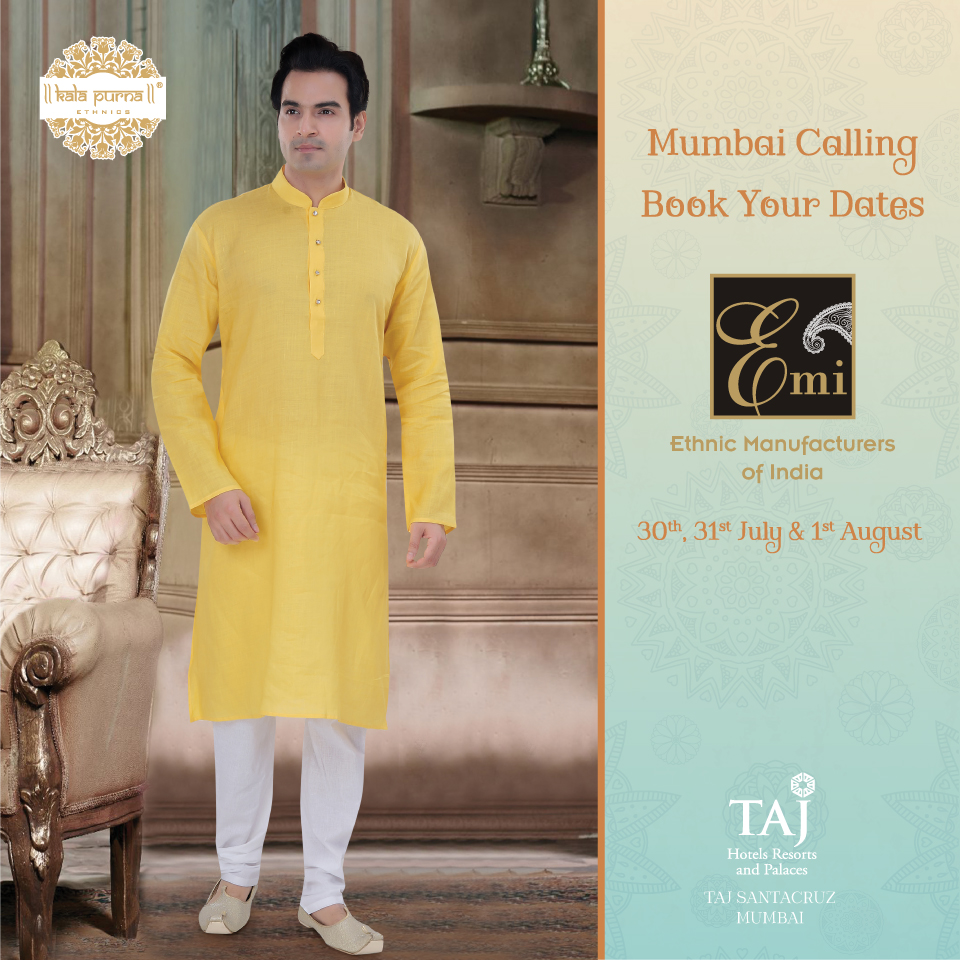 || kala purna || ®
ETHNICS
Mumbai Calling
Book Your Dates
Emi
Ethnic Manufacturers
of India
30th, 31st July & 1st August
TAJ
Hotels Resorts
and Palaces
TAJ SANTACRUZ
MUMBAI